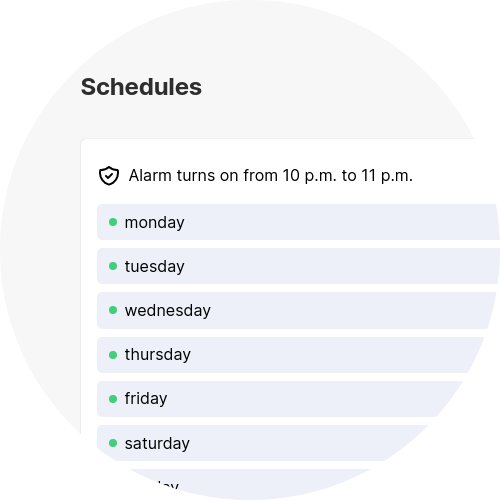 Schedules
Alarm turns on from 10 p.m. to 11 p.m.
monday
tuesday
wednesday
thursday
friday
saturday